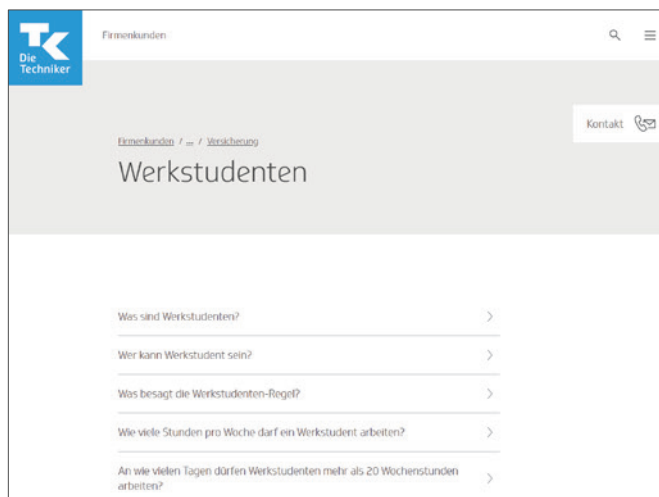 TK
Die
Techniker
Firmenkunden
Kontakt
Firmenkunden / ... / Versicherung
Werkstudenten
Was sind Werkstudenten?
Wer kann Werkstudent sein?
Was besagt die Werkstudenten-Regel?
Wie viele Stunden pro Woche darf ein Werkstudent arbeiten?
An wie vielen Tagen dürfen Werkstudenten mehr als 20 Wochenstunden
arbeiten?